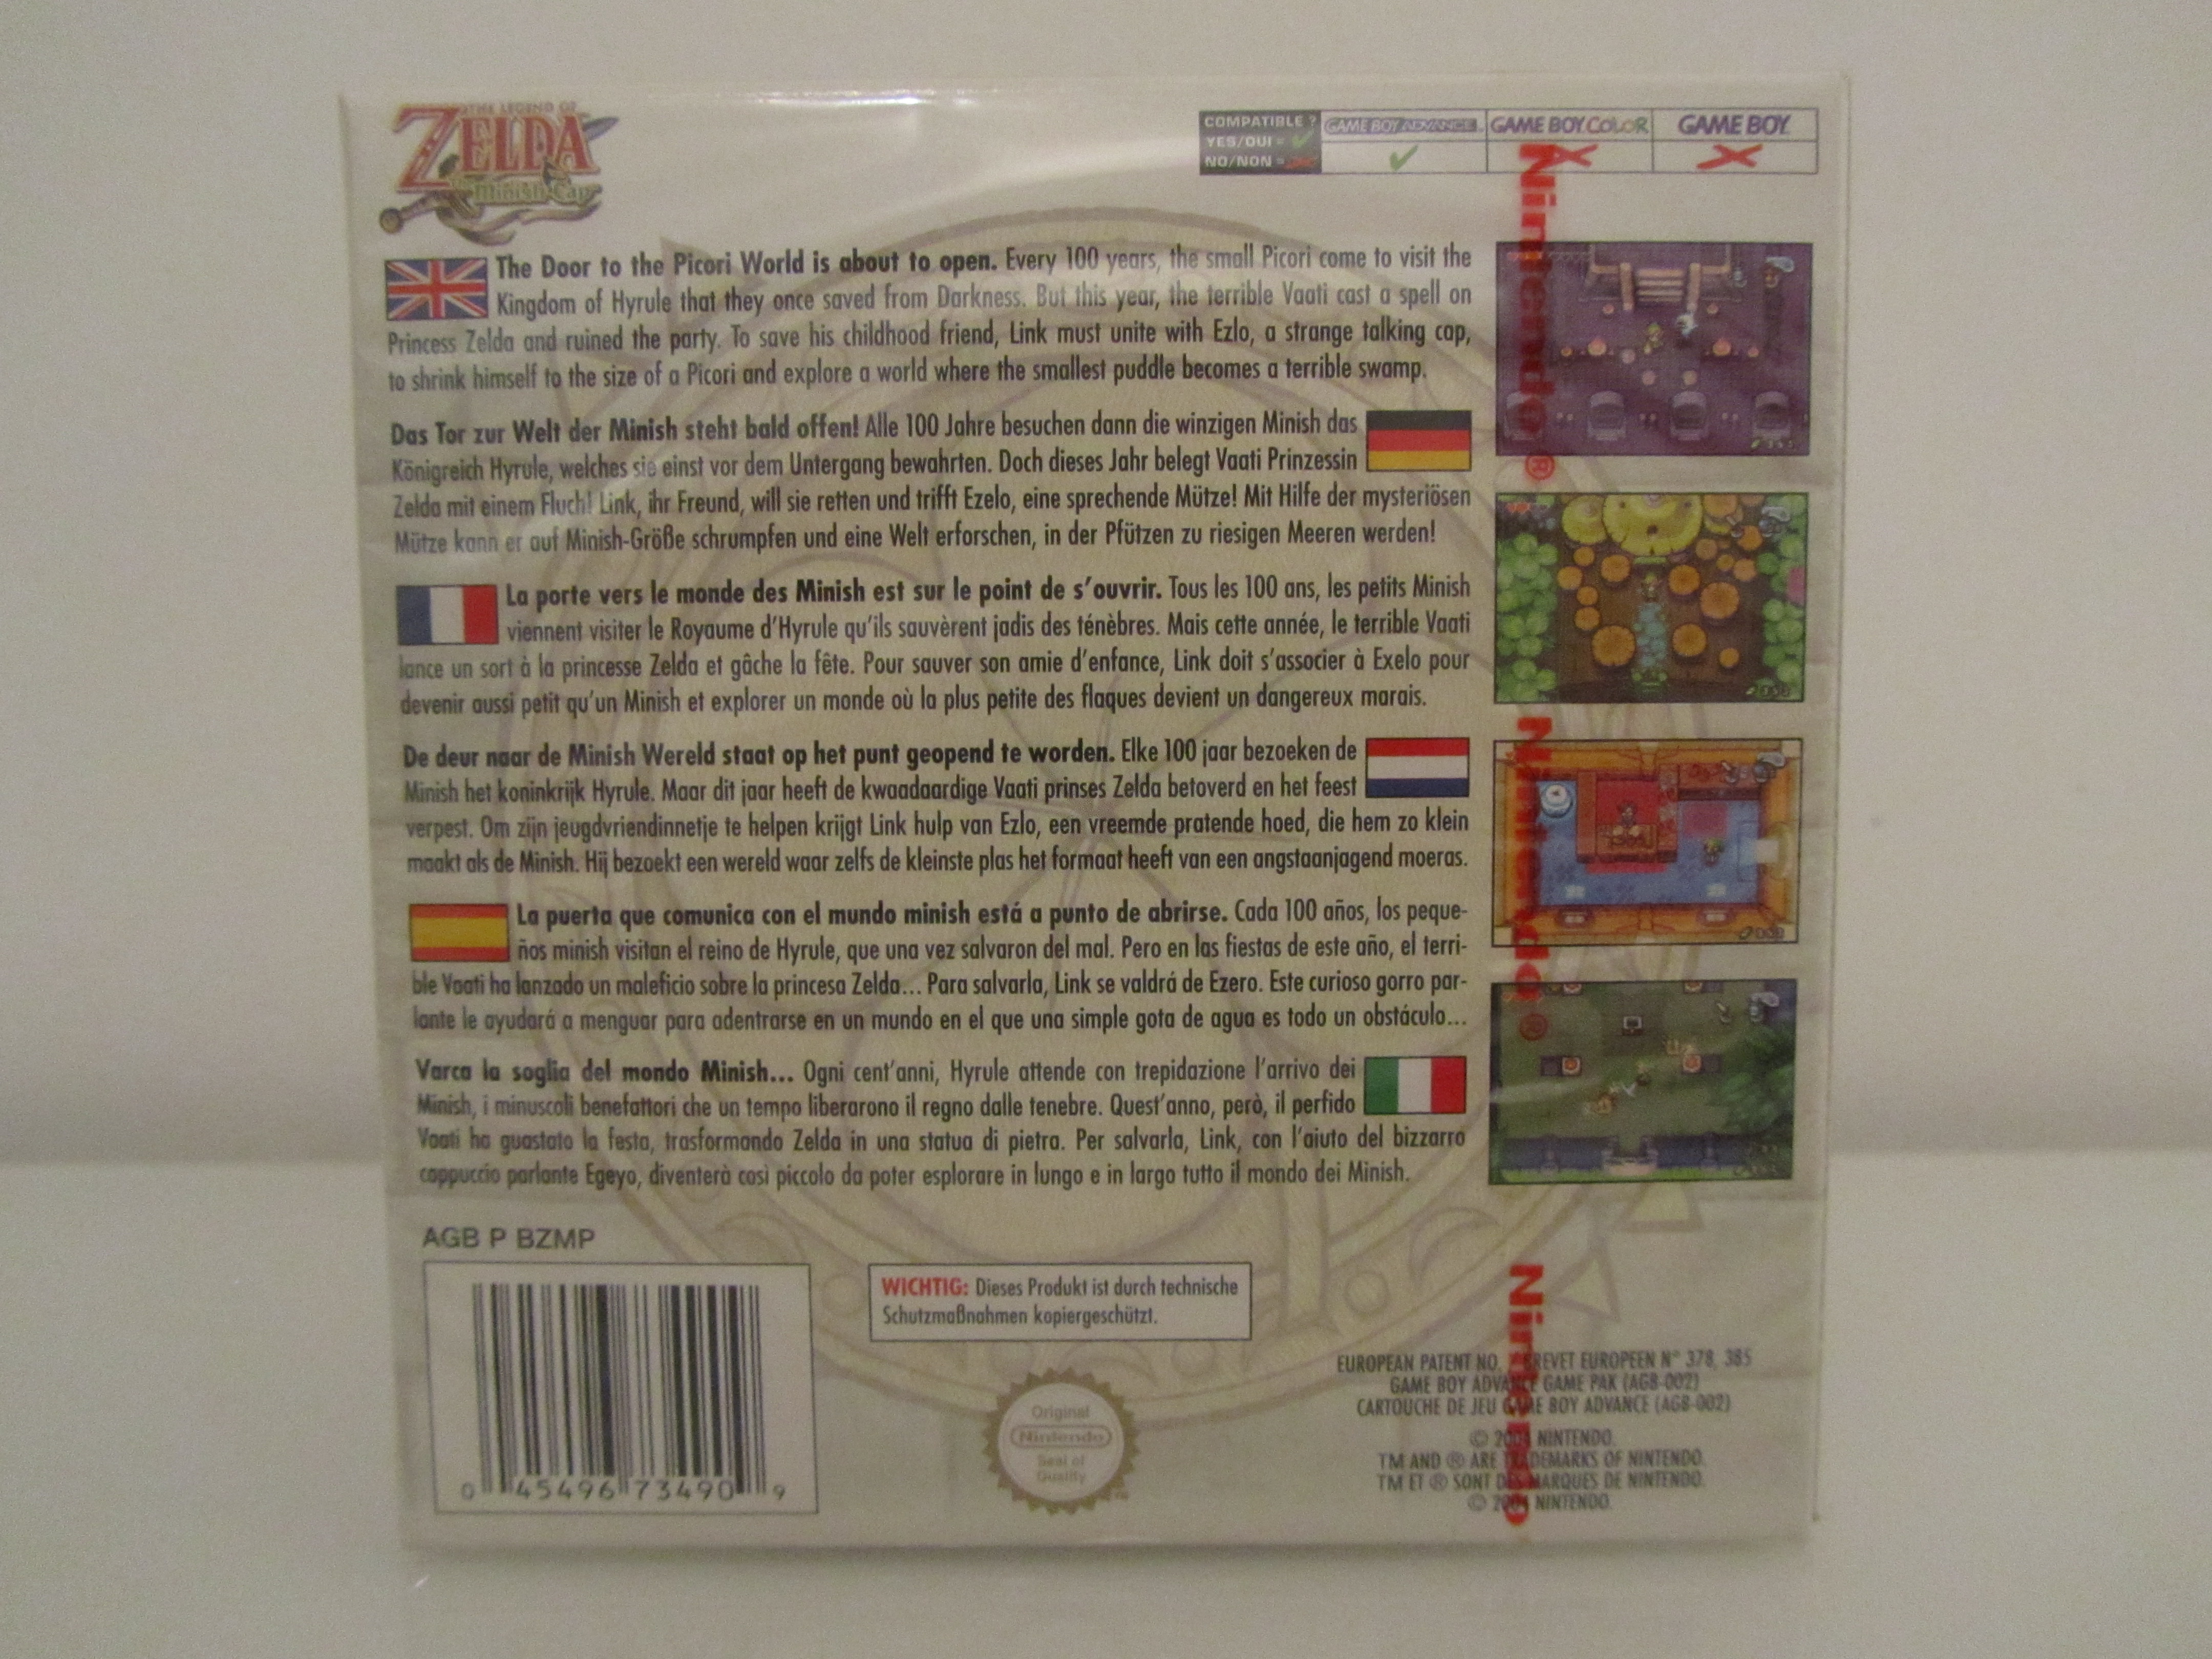 THE LEGEND OF
ZELDA
The Minish Cap
COMPATIBLE ?
YES/OUI =
NO/NON =
GAME BOY ADVANCE
GAME BOY COLOR
GAME BOY
The Door to the Picori World is about to open. Every 100 years, the small Picori come to visit the
Kingdom of Hyrule that they once saved from Darkness. But this year, the terrible Vaati cast a spell on
Princess Zelda and ruined the party. To save his childhood friend, Link must unite with Ezlo, a strange talking cap,
to shrink himself to the size of a Picori and explore a world where the smallest puddle becomes a terrible swamp.
Das Tor zur Welt der Minish steht bald offen! Alle 100 Jahre besuchen dann die winzigen Minish das
Königreich Hyrule, welches sie einst vor dem Untergang bewahrten. Doch dieses Jahr belegt Vaati Prinzessin
Zelda mit einem Fluch! Link, ihr Freund, will sie retten und trifft Ezelo, eine sprechende Mütze! Mit Hilfe der mysteriösen
Mütze kann er auf Minish-Größe schrumpfen und eine Welt erforschen, in der Pfützen zu riesigen Meeren werden!
La porte vers le monde des Minish est sur le point de s'ouvrir. Tous les 100 ans, les petits Minish
viennent visiter le Royaume d'Hyrule qu'ils sauvèrent jadis des ténèbres. Mais cette année, le terrible Vaati
lance un sort à la princesse Zelda et gâche la fête. Pour sauver son amie d'enfance, Link doit s'associer à Exelo pour
devenir aussi petit qu'un Minish et explorer un monde où la plus petite des flaques devient un dangereux marais.
De deur naar de Minish Wereld staat op het punt geopend te worden. Elke 100 jaar bezoeken de
Minish het koninkrijk Hyrule. Maar dit jaar heeft de kwaadaardige Vaati prinses Zelda betoverd en het feest
verpest. Om zijn jeugdvriendinnetje te helpen krijgt Link hulp van Ezlo, een vreemde pratende hoed, die hem zo klein
maakt als de Minish. Hij bezoekt een wereld waar zelfs de kleinste plas het formaat heeft van een angstaanjagend moeras.
La puerta que comunica con el mundo minish está a punto de abrirse. Cada 100 años, los peque-
ños minish visitan el reino de Hyrule, que una vez salvaron del mal. Pero en las fiestas de este año, el terri-
ble Vaati ha lanzado un maleficio sobre la princesa Zelda... Para salvarla, Link se valdrá de Ezero. Este curioso gorro par-
lante le ayudará a menguar para adentrarse en un mundo en el que una simple gota de agua es todo un obstáculo...
Varca la soglia del mondo Minish... Ogni cent'anni, Hyrule attende con trepidazione l'arrivo dei
Minish, i minuscoli benefattori che un tempo liberarono il regno dalle tenebre. Quest'anno, però, il perfido
Vaati ha guastato la festa, trasformando Zelda in una statua di pietra. Per salvarla, Link, con l'aiuto del bizzarro
cappuccio parlante Egeyo, diventerà così piccolo da poter esplorare in lungo e in largo tutto il mondo dei Minish.
Nintendo®
Nintendo®
Nintendo
AGB P BZMP
0 45496 73490 9
WICHTIG: Dieses Produkt ist durch technische
Schutzmaßnahmen kopiergeschützt.
Original
Nintendo
Seal of
Quality
TM
EUROPEAN PATENT NO. / BREVET EUROPEEN N° 378, 385
GAME BOY ADVANCE GAME PAK (AGB-002)
CARTOUCHE DE JEU GAME BOY ADVANCE (AGB-002)
© 2004 NINTENDO.
TM AND ® ARE TRADEMARKS OF NINTENDO.
TM ET ® SONT DES MARQUES DE NINTENDO.
© 2004 NINTENDO.